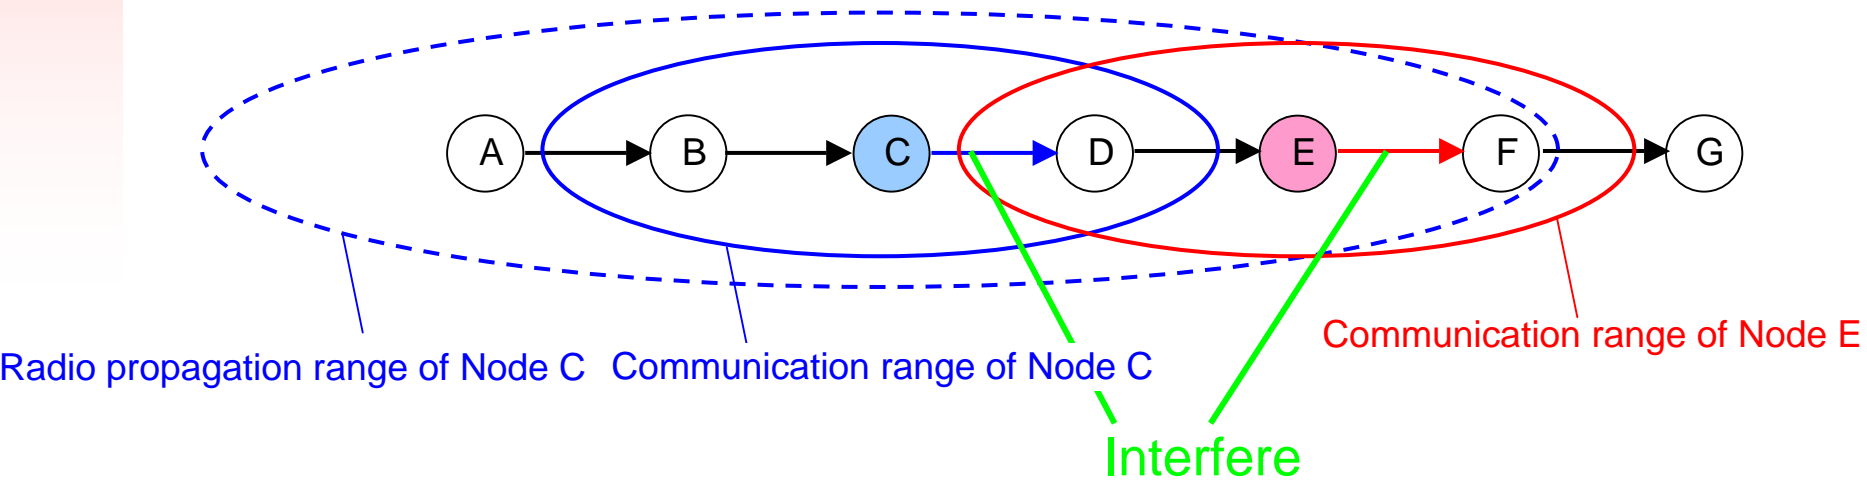 A B C D E F G
Communication range of Node E
Radio propagation range of Node C Communication range of Node C
Interfere